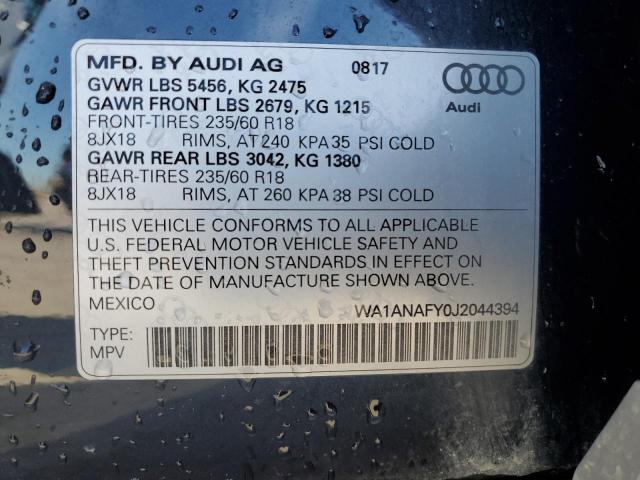 MFD. BY AUDI AG 0817
GVWR LBS 5456, KG 2475
GAWR FRONT LBS 2679, KG 1215
Audi
FRONT-TIRES 235/60 R18
8JX18 RIMS, AT 240 KPA 35 PSI COLD
GAWR REAR LBS 3042, KG 1380
REAR-TIRES 235/60 R18
8JX18 RIMS, AT 260 KPA 38 PSI COLD
THIS VEHICLE CONFORMS TO ALL APPLICABLE
U.S. FEDERAL MOTOR VEHICLE SAFETY AND
THEFT PREVENTION STANDARDS IN EFFECT ON
THE DATE OF MANUFACTURE SHOWN ABOVE.
MEXICO WA1ANAFY0J2044394
TYPE:
MPV